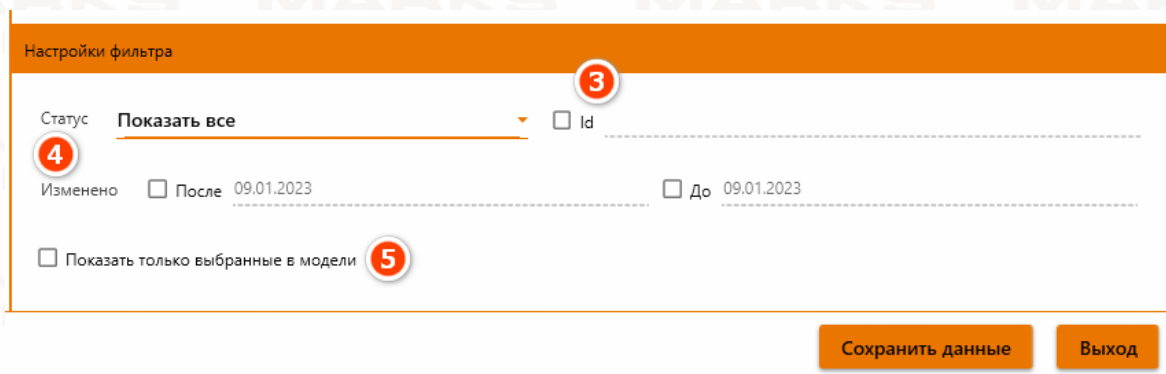 Настройки фильтра
3
Статус Показать все Id
4
Изменено После 09.01.2023 До 09.01.2023
Показать только выбранные в модели 5
Сохранить данные Выход